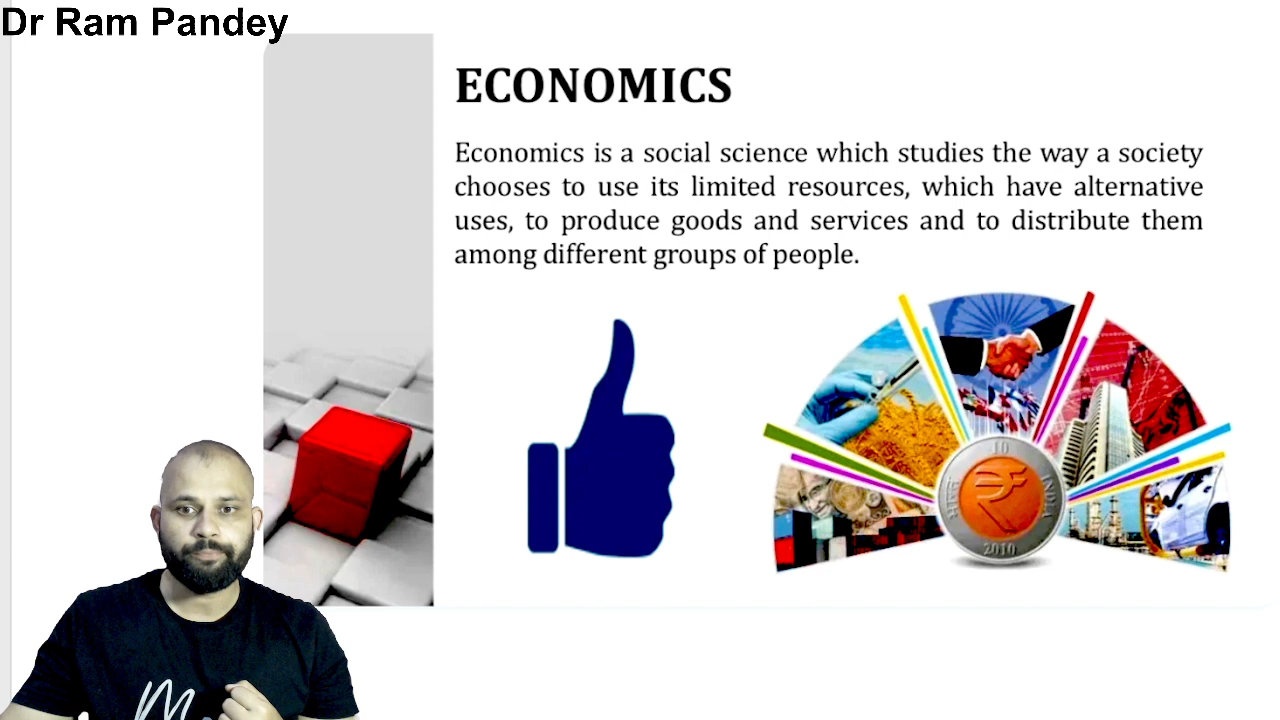 Dr Ram Pandey
ECONOMICS
Economics is a social science which studies the way a society
chooses to use its limited resources, which have alternative
uses, to produce goods and services and to distribute them
among different groups of people.
10
INDIA
2010